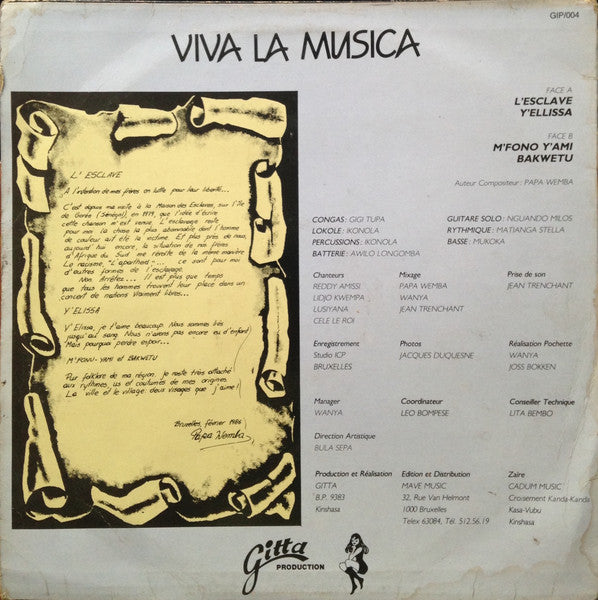 GIP/004
VIVA LA MUSICA
FACE A
L'ESCLAVE
Y'ELLISSA
FACE B
M'FONO Y'AMI
BAKWETU
Auteur Compositeur : PAPA WEMBA
L'ESCLAVE
A l'intention de mes frères on lutte pour leur liberté...
C'est depuis ma visite à la Maison des Esclaves, sur l'île
de Gorée (Sénégal), en 1979, que l'idée d'écrire
cette chanson m'est venue. L'esclavage reste
pour moi la chose la plus abominable dont l'homme
de couleur ait été la victime. Et plus près de nous,
aujourd'hui encore, la situation de nos frères
d'Afrique du Sud me révolte de la même manière.
Le racisme, "L'apartheid"... ce sont pour moi
d'autres formes de l'esclavage.
Non. Arrêtez... Il est plus que temps
que tous les hommes trouvent leur place dans un
concert de nations vraiment libres...
Y'ELISSA
Y'Elissa, je t'aime beaucoup. Nous sommes liés
jusqu'au sang. Nous n'avons pas encore eu d'enfant
Mais pourquoi perdre espoir...
M'FONU-YAMI et BAKWETU
Pur folklore de ma région. Je reste très attaché
aux rythmes, us et coutumes de mes origines.
La ville et le village: deux visages que j'aime!
Bruxelles, février 1986
Papa Wemba
CONGAS : GIGI TUPA
LOKOLE : IKONOLA
PERCUSSIONS : IKONOLA
BATTERIE : AWILO LONGOMBA
GUITARE SOLO : NGUANDO MILOS
RYTHMIQUE : MATIANGA STELLA
BASSE : MUKOKA
Chanteurs
REDDY AMISSI
LIDJO KWEMPA
LUSIYANA
CELE LE ROI
Mixage
PAPA WEMBA
WANYA
JEAN TRENCHANT
Prise de son
JEAN TRENCHANT
Enregistrement
Studio ICP
BRUXELLES
Photos
JACQUES DUQUESNE
Réalisation Pochette
WANYA
JOSS BOKKEN
Manager
WANYA
Coordinateur
LEO BOMPESE
Conseiller Technique
LITA BEMBO
Direction Artistique
BULA SEPA
Production et Réalisation
GITTA
B.P. 9383
Kinshasa
Edition et Distribution
MAVE MUSIC
32, Rue Van Helmont
1000 Bruxelles
Telex 63084, Tél. 512.56.19
Zaïre
CADUM MUSIC
Croisement Kanda-Kanda
Kasa-Vubu
Kinshasa
Gitta
PRODUCTION